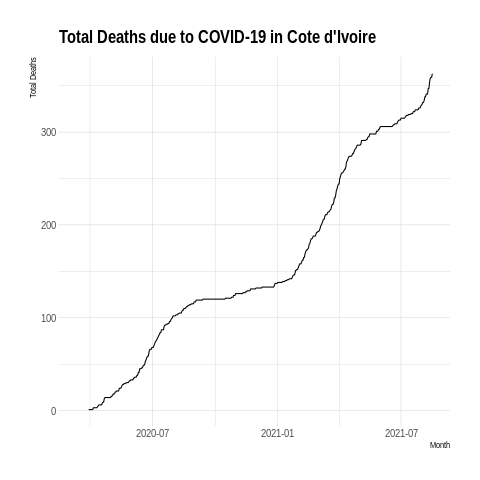 Total Deaths due to COVID-19 in Cote d'Ivoire
Total Deaths
300
200
100
0
2020-07 2021-01 2021-07
Month